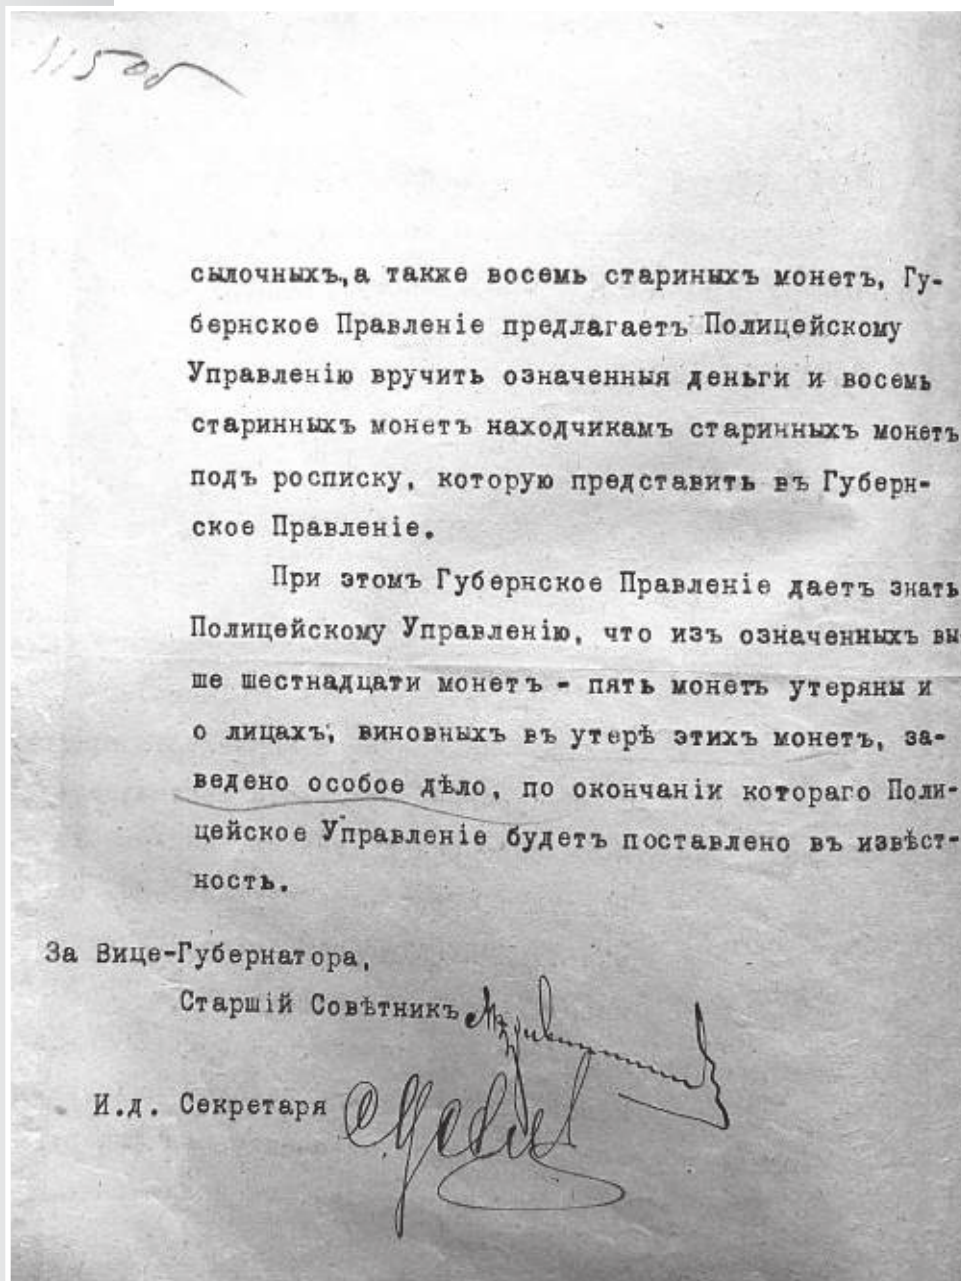 115 об
сылочныхъ, а также восемь стариныхъ монетъ, Гу-
бернское Правленіе предлагаетъ Полицейскому
Управленію вручить означенныя деньги и восемь
старинныхъ монетъ находчикамъ старинныхъ монетъ
подъ росписку, которую представить въ Губерн-
ское Правленіе.
При этомъ Губернское Правленіе даетъ знать
Полицейскому Управленію, что изъ означенныхъ вы
ше шестнадцати монетъ - пять монетъ утеряны и
о лицахъ, виновныхъ въ утерѣ этихъ монетъ, за-
ведено особое дѣло, по окончаніи котораго Поли-
цейское Управленіе будетъ поставлено въ извѣст-
ность.
За Вице-Губернатора,
Старшій Совѣтникъ
И.д. Секретаря